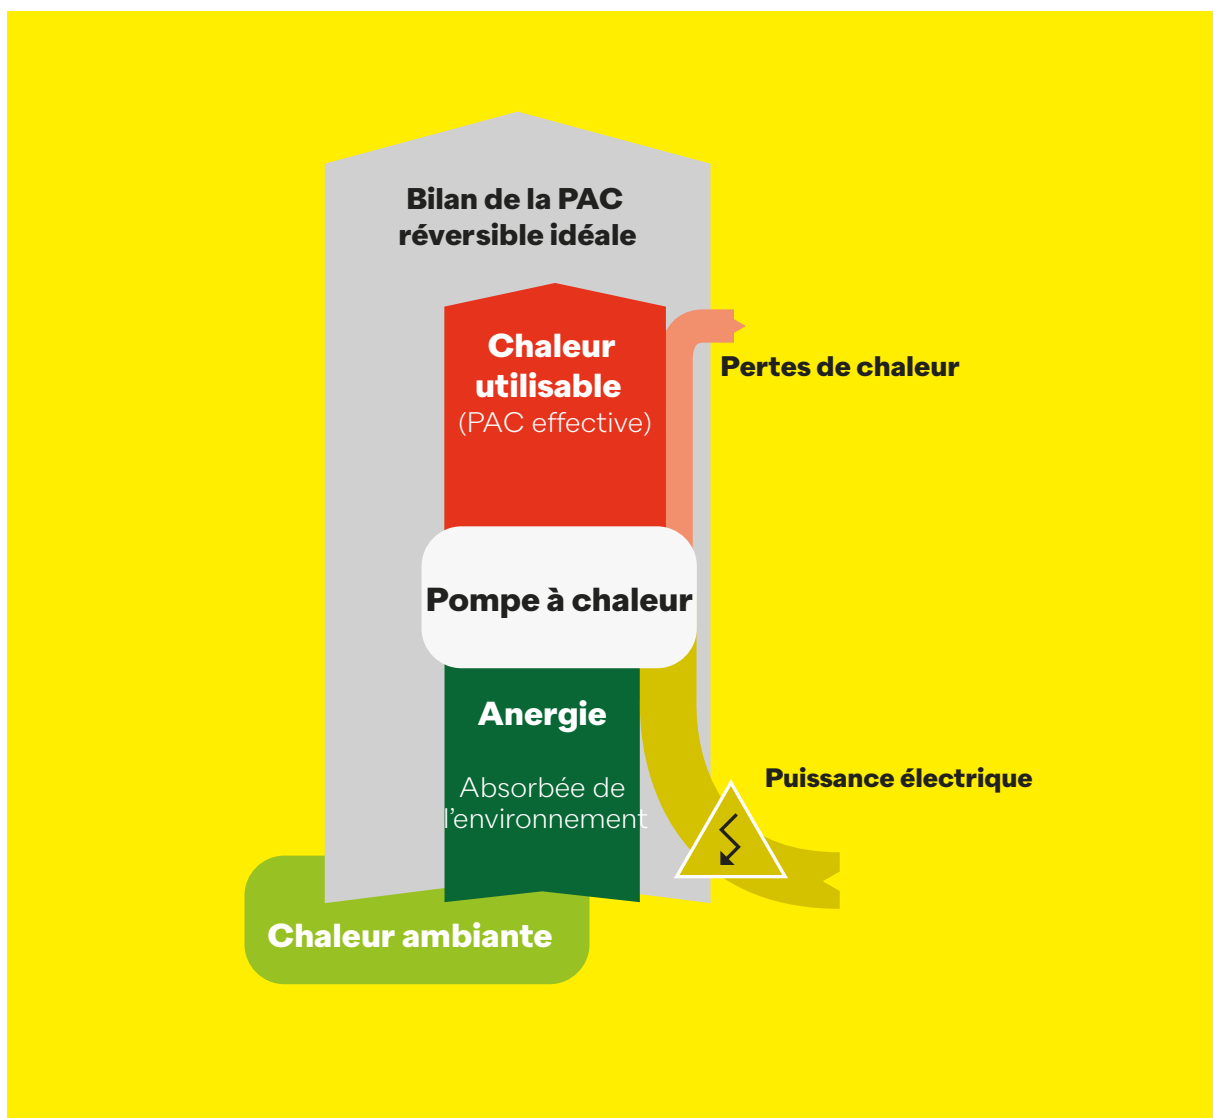 Bilan de la PAC
réversible idéale
Chaleur
utilisable
(PAC effective)
Pertes de chaleur
Pompe à chaleur
Anergie
Absorbée de
l'environnement
Puissance électrique
Chaleur ambiante